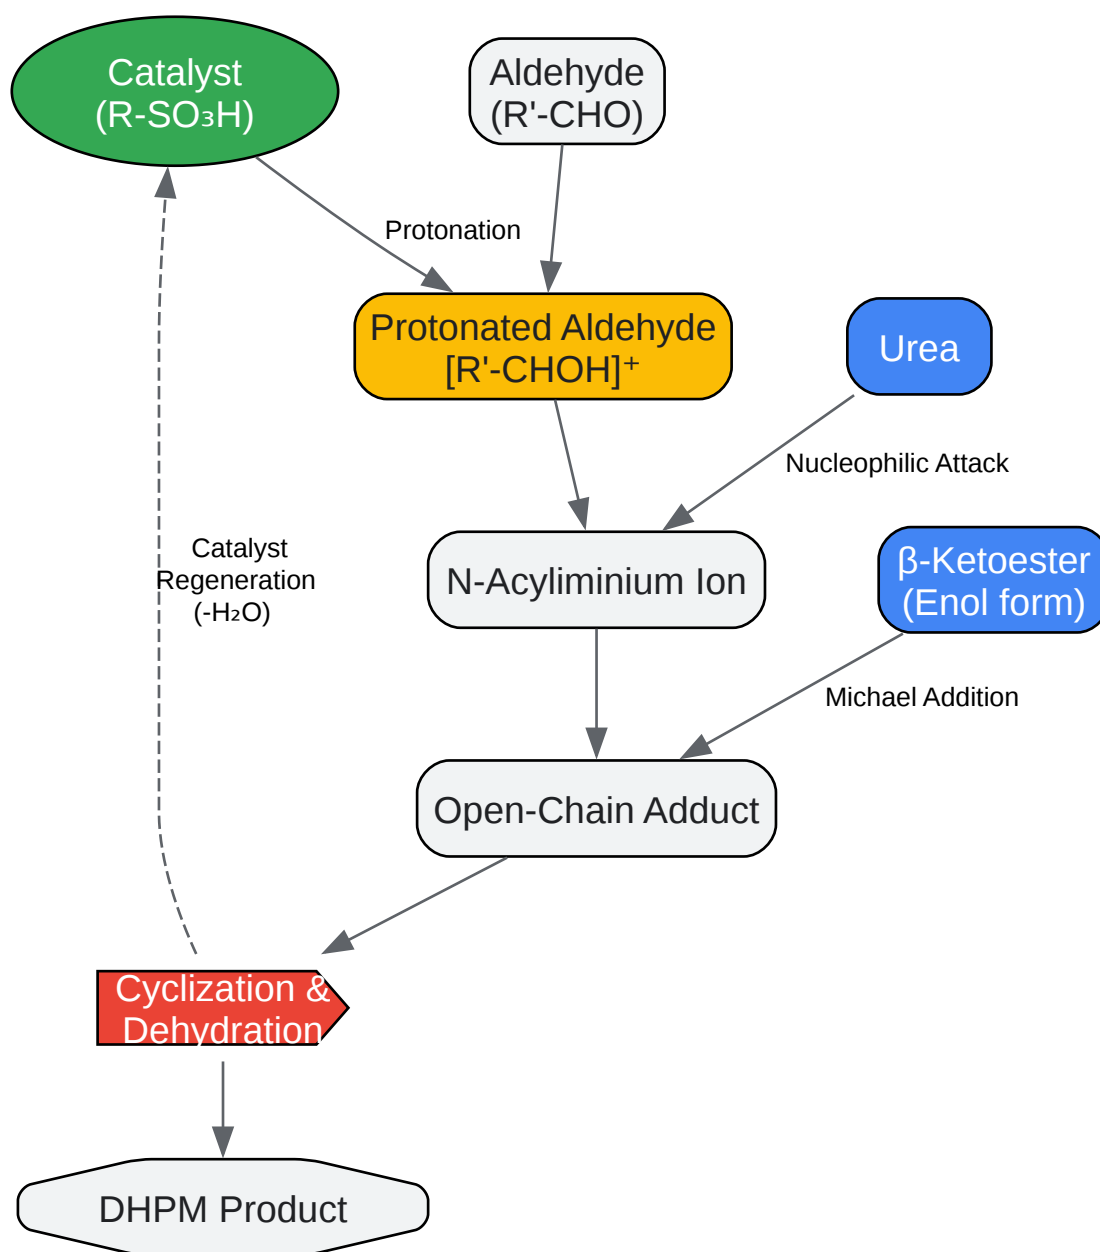 Catalyst
(R-SO₃H)
Aldehyde
(R'-CHO)
Protonation
Protonated Aldehyde
[R'-CHOH]⁺
Urea
Nucleophilic Attack
Catalyst
Regeneration
(-H₂O)
N-Acyliminium Ion
β-Ketoester
(Enol form)
Michael Addition
Open-Chain Adduct
Cyclization &
Dehydration
DHPM Product